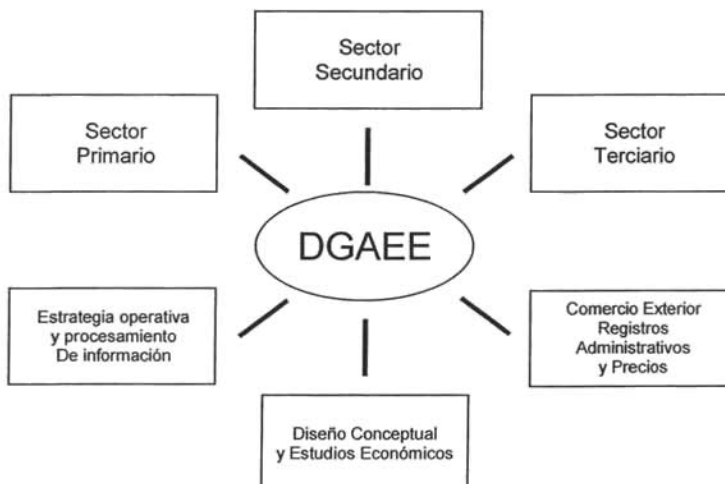 Sector
Secundario
Sector
Primario
Sector
Terciario
DGAEE
Estrategia operativa
y procesamiento
De información
Comercio Exterior
Registros
Administrativos
y Precios
Diseño Conceptual
y Estudios Económicos